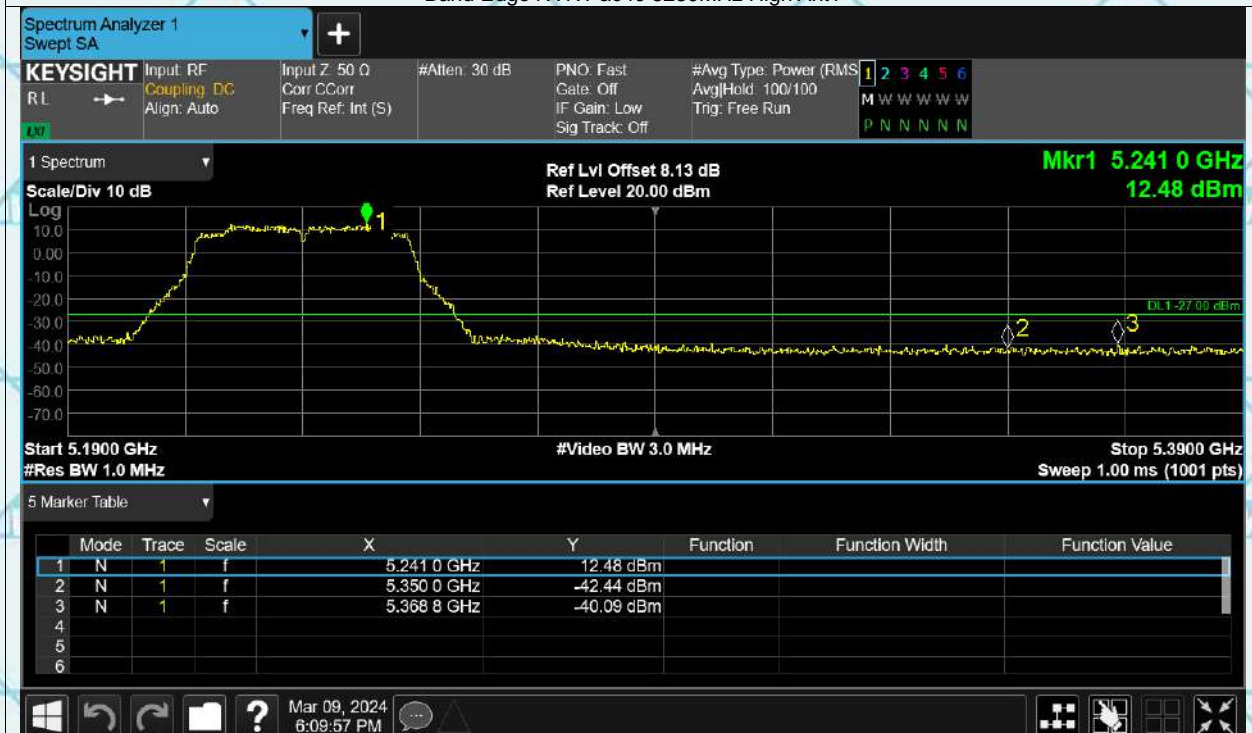 Spectrum Analyzer 1
Swept SA
+
KEYSIGHT
RL
LXI
Input: RF
Coupling: DC
Align: Auto
Input Z: 50 Ω
Corr CCorr
Freq Ref: Int (S)
#Atten: 30 dB
PNO: Fast
Gate: Off
IF Gain: Low
Sig Track: Off
#Avg Type: Power (RMS
Avg|Hold: 100/100
Trig: Free Run
1 2 3 4 5 6
M W W W W W
P N N N N N
1 Spectrum
Scale/Div 10 dB
Ref Lvl Offset 8.13 dB
Ref Level 20.00 dBm
Mkr1 5.241 0 GHz
12.48 dBm
Log
10.0
0.00
-10.0
-20.0
-30.0
-40.0
-50.0
-60.0
-70.0
1
2
3
DL1 -27.00 dBm
Start 5.1900 GHz
#Res BW 1.0 MHz
#Video BW 3.0 MHz
Stop 5.3900 GHz
Sweep 1.00 ms (1001 pts)
5 Marker Table
Mode Trace Scale X Y Function Function Width Function Value
1 N 1 f 5.241 0 GHz 12.48 dBm
2 N 1 f 5.350 0 GHz -42.44 dBm
3 N 1 f 5.368 8 GHz -40.09 dBm
4
5
6
?
Mar 09, 2024
6:09:57 PM